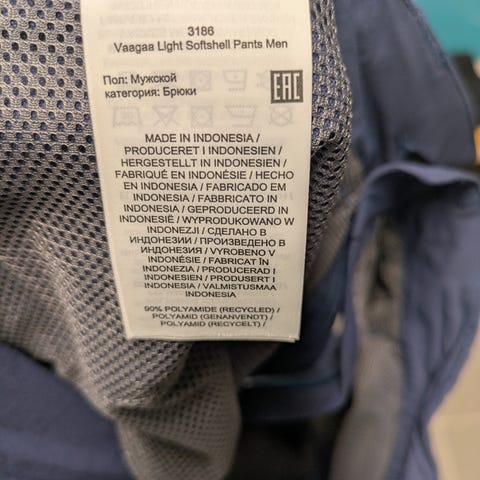 3186
Vaagaa Light Softshell Pants Men
Пол: Мужской
категория: Брюки
EAC
MADE IN INDONESIA /
PRODUCERET I INDONESIEN /
HERGESTELLT IN INDONESIEN /
FABRIQUÉ EN INDONÉSIE / HECHO
EN INDONESIA / FABRICADO EM
INDONESIA / FABBRICATO IN
INDONESIA / GEPRODUCEERD IN
INDONESIË / WYPRODUKOWANO W
INDONEZJI / СДЕЛАНО В
ИНДОНЕЗИИ / ПРОИЗВЕДЕНО В
ИНДОНЕЗИЯ / VYROBENO V
INDONÉSIE / FABRICAT ÎN
INDONEZIA / PRODUCERAD I
INDONESIEN / PRODUSERT I
INDONESIA / VALMISTUSMAA
INDONESIA
90% POLYAMIDE (RECYCLED) /
POLYAMID (GENANVENDT) /
POLYAMID (RECYCELT) /